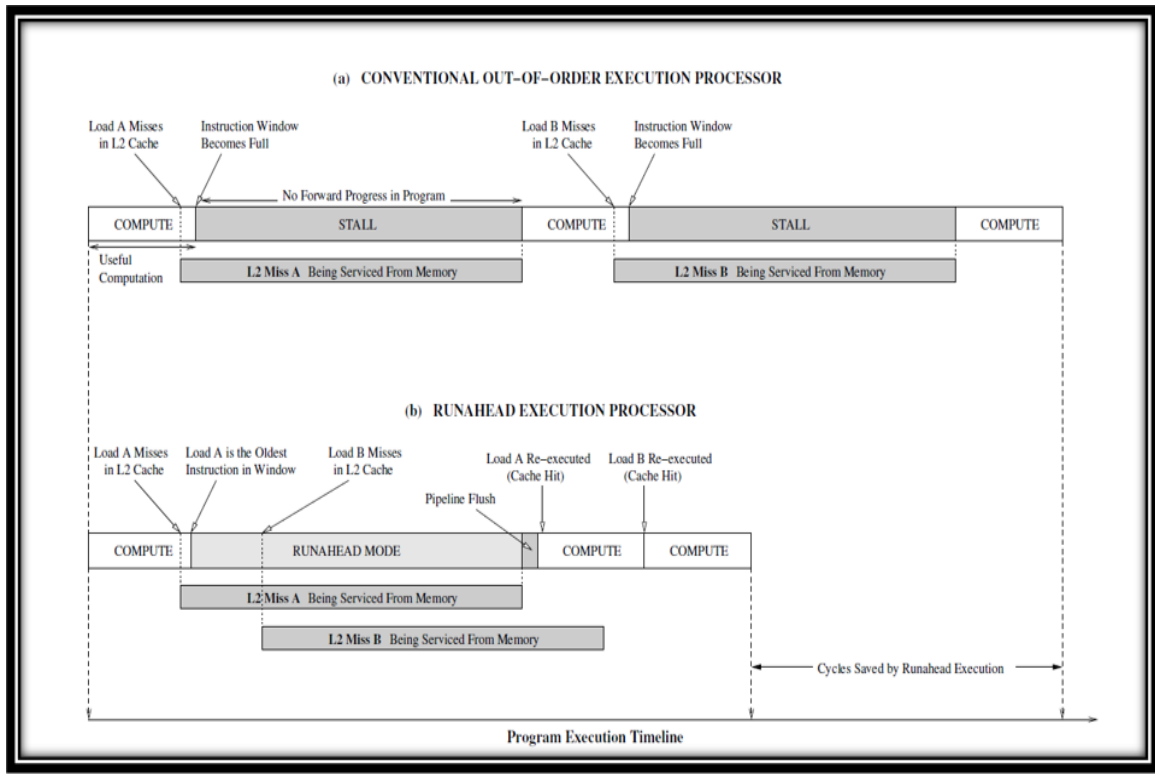 (a) CONVENTIONAL OUT–OF–ORDER EXECUTION PROCESSOR
Load A Misses
in L2 Cache
Instruction Window
Becomes Full
Load B Misses
in L2 Cache
Instruction Window
Becomes Full
No Forward Progress in Program
COMPUTE
STALL
COMPUTE
STALL
COMPUTE
Useful
Computation
L2 Miss A Being Serviced From Memory
L2 Miss B Being Serviced From Memory
(b) RUNAHEAD EXECUTION PROCESSOR
Load A Misses
in L2 Cache
Load A is the Oldest
Instruction in Window
Load B Misses
in L2 Cache
Load A Re–executed
(Cache Hit)
Load B Re–executed
(Cache Hit)
Pipeline Flush
COMPUTE
RUNAHEAD MODE
COMPUTE
COMPUTE
L2 Miss A Being Serviced From Memory
L2 Miss B Being Serviced From Memory
Cycles Saved by Runahead Execution
Program Execution Timeline